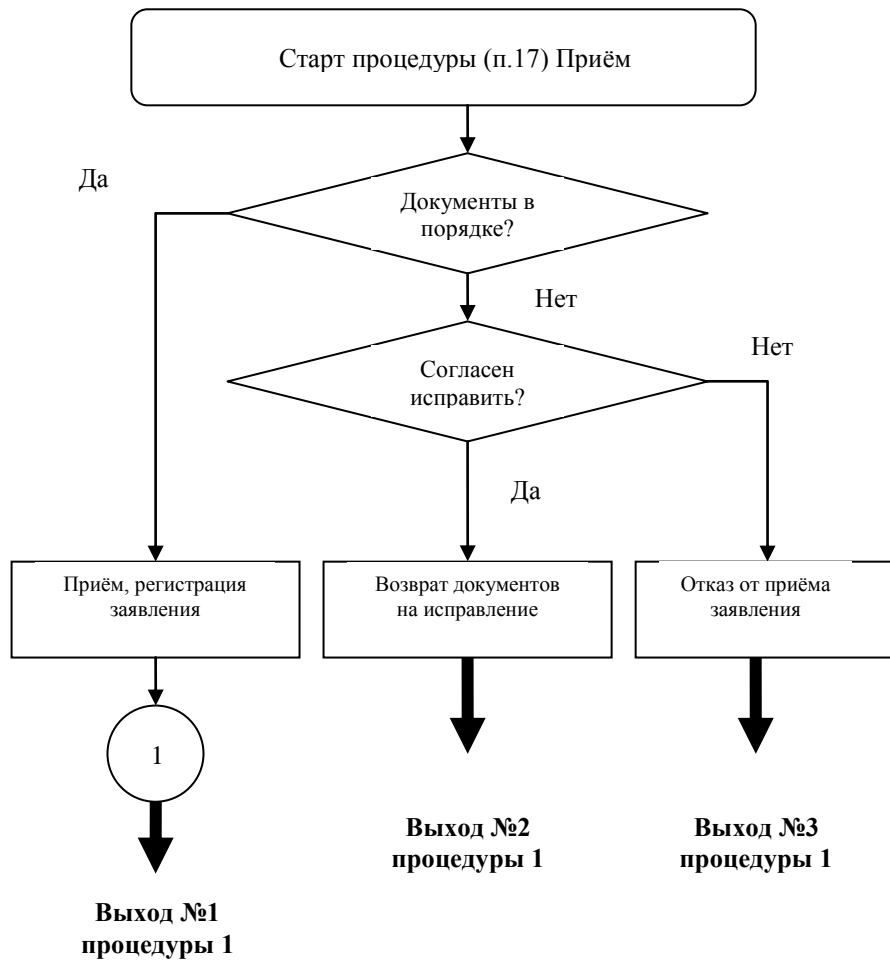 Старт процедуры (п.17) Приём
Да
Документы в
порядке?
Нет
Согласен
исправить?
Нет
Да
Приём, регистрация
заявления
Возврат документов
на исправление
Отказ от приёма
заявления
1
Выход №2
процедуры 1
Выход №3
процедуры 1
Выход №1
процедуры 1